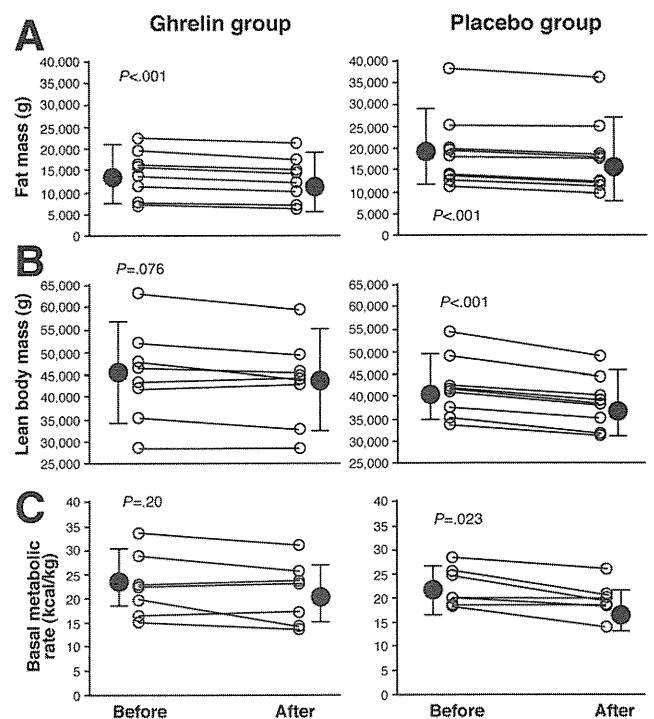 Ghrelin group
Placebo group
A
Fat mass (g)
40,000
35,000
30,000
25,000
20,000
15,000
10,000
5,000
0
P<.001
40,000
35,000
30,000
25,000
20,000
15,000
10,000
5,000
0
P<.001
B
Lean body mass (g)
65,000
60,000
55,000
50,000
45,000
40,000
35,000
30,000
25,000
P=.076
65,000
60,000
55,000
50,000
45,000
40,000
35,000
30,000
25,000
P<.001
C
Basal metabolic
rate (kcal/kg)
40
35
30
25
20
15
10
5
0
P=.20
40
35
30
25
20
15
10
5
0
P=.023
Before
After
Before
After